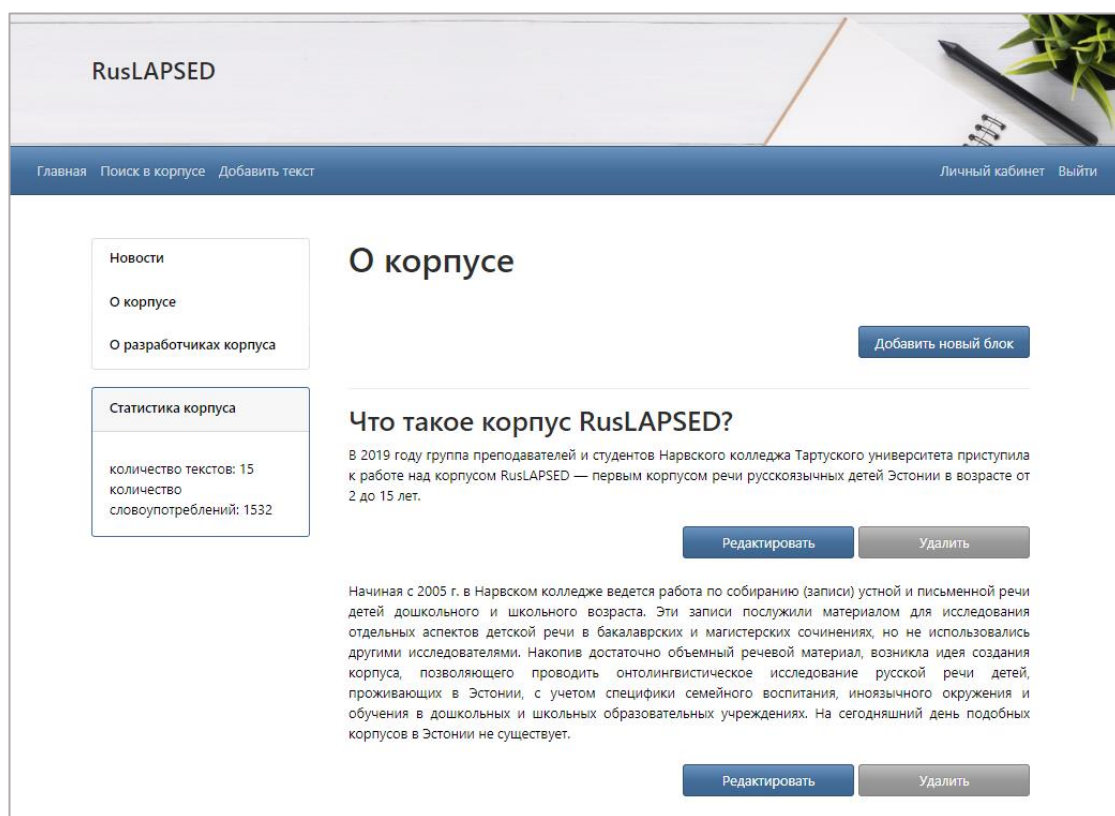 RusLAPSED
Главная Поиск в корпусе Добавить текст Личный кабинет Выйти
Новости
О корпусе
О разработчиках корпуса
Статистика корпуса
количество текстов: 15
количество
словоупотреблений: 1532
О корпусе
Добавить новый блок
Что такое корпус RusLAPSED?
В 2019 году группа преподавателей и студентов Нарвского колледжа Тартуского университета приступила
к работе над корпусом RusLAPSED — первым корпусом речи русскоязычных детей Эстонии в возрасте от
2 до 15 лет.
Редактировать Удалить
Начиная с 2005 г. в Нарвском колледже ведется работа по собиранию (записи) устной и письменной речи
детей дошкольного и школьного возраста. Эти записи послужили материалом для исследования
отдельных аспектов детской речи в бакалаврских и магистерских сочинениях, но не использовались
другими исследователями. Накопив достаточно объемный речевой материал, возникла идея создания
корпуса, позволяющего проводить онтолингвистическое исследование русской речи детей,
проживающих в Эстонии, с учетом специфики семейного воспитания, иноязычного окружения и
обучения в дошкольных и школьных образовательных учреждениях. На сегодняшний день подобных
корпусов в Эстонии не существует.
Редактировать Удалить